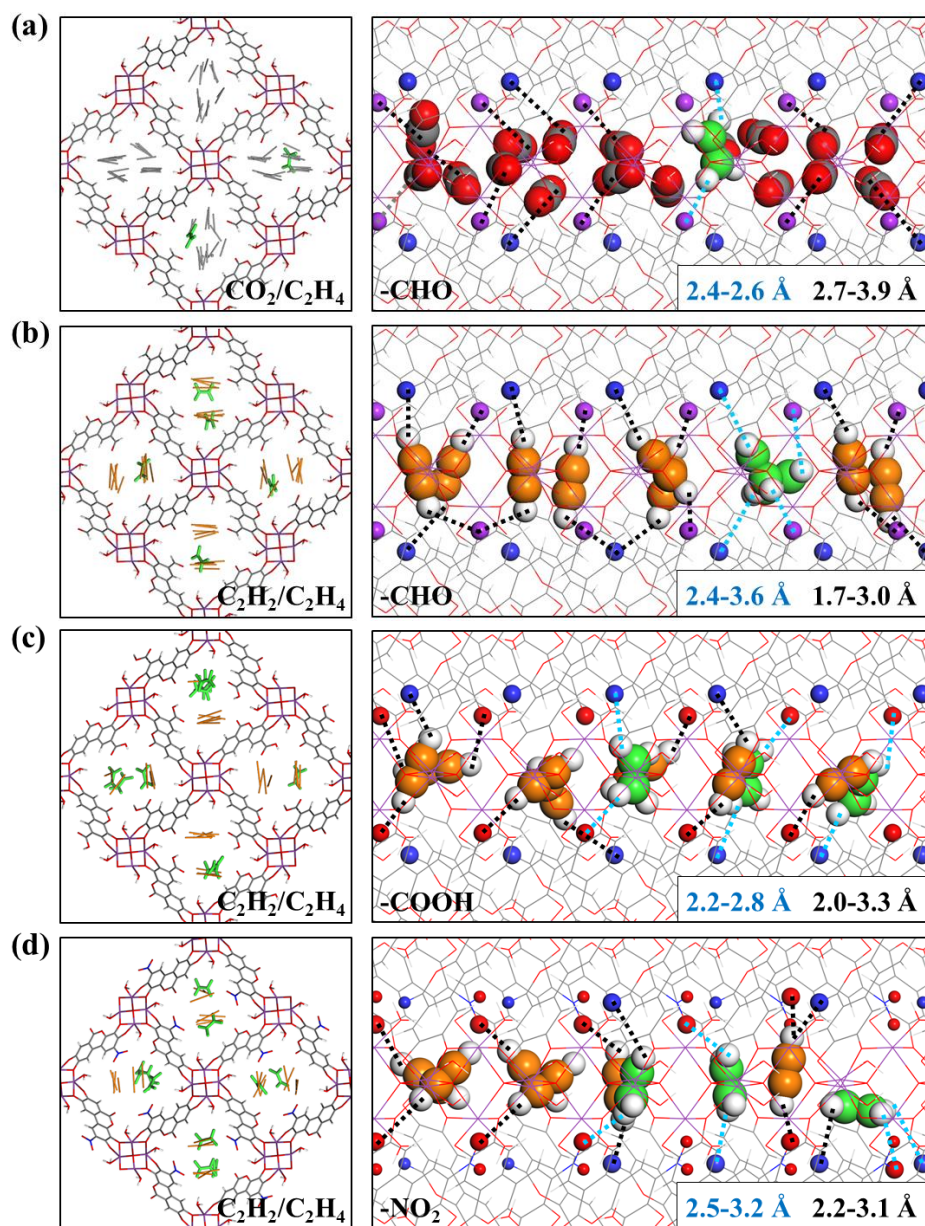 (a)
CO₂/C₂H₄
-CHO
2.4-2.6 Å 2.7-3.9 Å
(b)
C₂H₂/C₂H₄
-CHO
2.4-3.6 Å 1.7-3.0 Å
(c)
C₂H₂/C₂H₄
-COOH
2.2-2.8 Å 2.0-3.3 Å
(d)
C₂H₂/C₂H₄
-NO₂
2.5-3.2 Å 2.2-3.1 Å